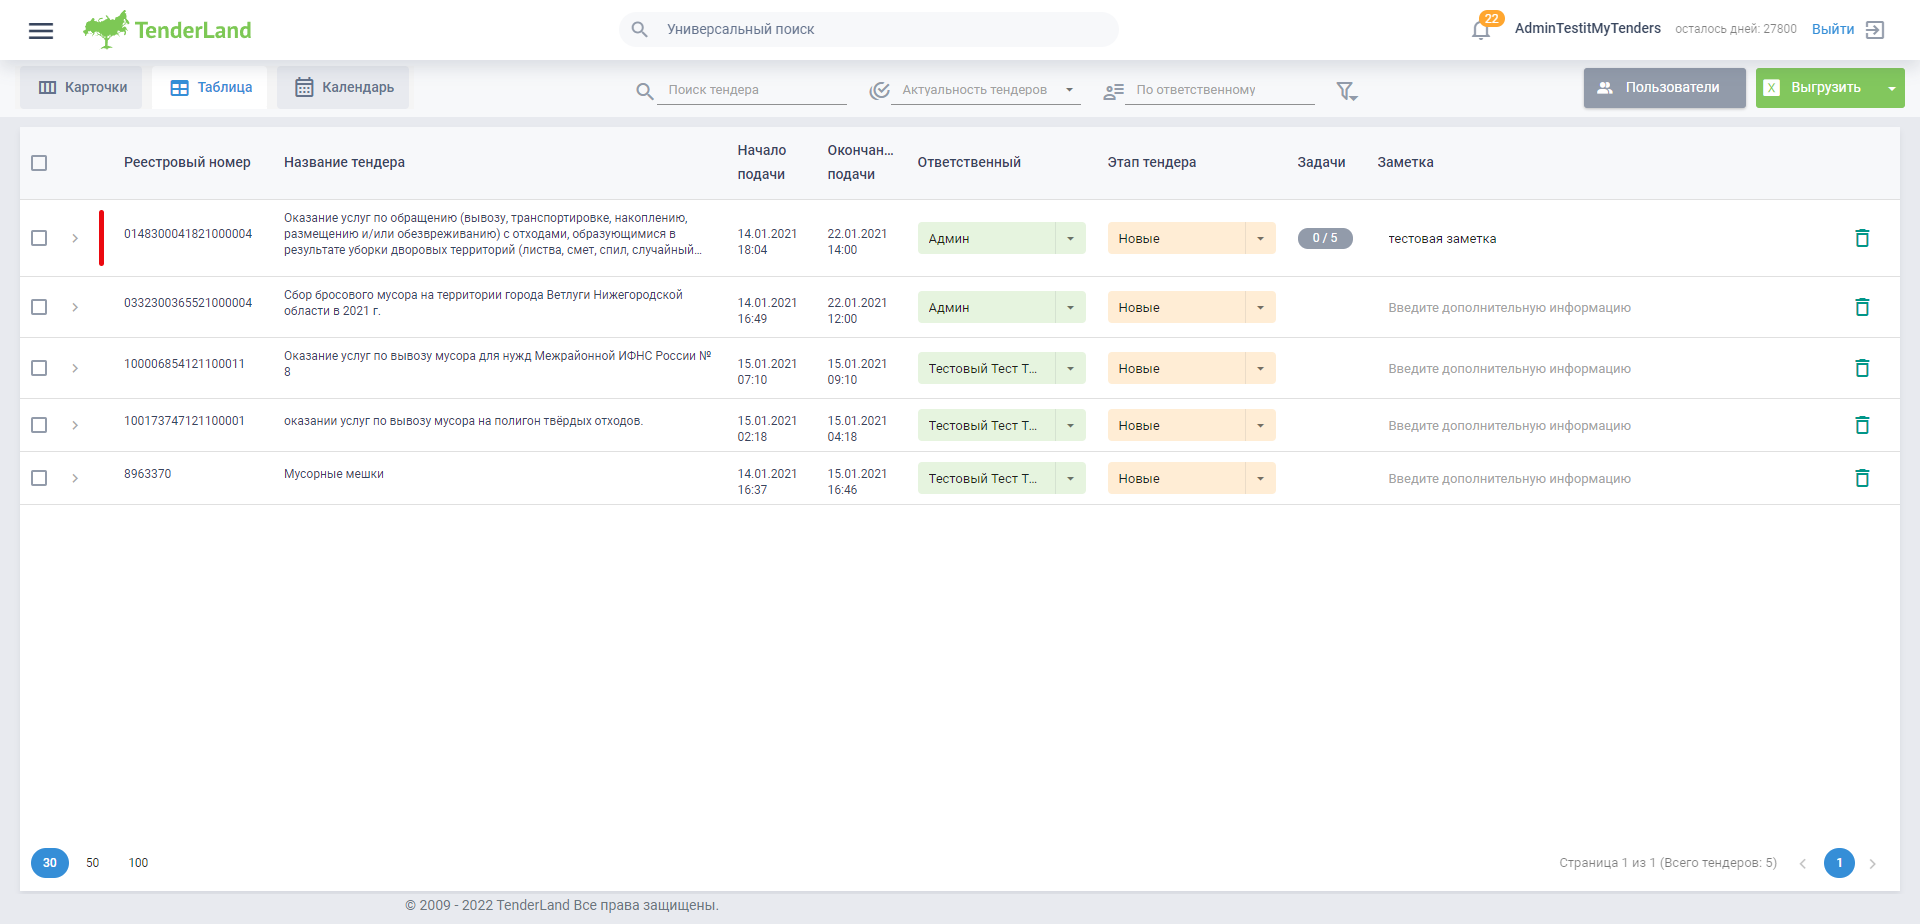 TenderLand
Универсальный поиск
22
AdminTestitMyTenders
осталось дней: 27800
Выйти
Карточки
Таблица
Календарь
Поиск тендера
Актуальность тендеров
По ответственному
Пользователи
X Выгрузить
Реестровый номер
Название тендера
Начало
подачи
Окончан...
подачи
Ответственный
Этап тендера
Задачи
Заметка
0148300041821000004
Оказание услуг по обращению (вывозу, транспортировке, накоплению,
размещению и/или обезвреживанию) с отходами, образующимися в
результате уборки дворовых территорий (листва, смет, спил, случайный...
14.01.2021
18:04
22.01.2021
14:00
Админ
Новые
0 / 5
тестовая заметка
0332300365521000004
Сбор бросового мусора на территории города Ветлуги Нижегородской
области в 2021 г.
14.01.2021
16:49
22.01.2021
12:00
Админ
Новые
Введите дополнительную информацию
100006854121100011
Оказание услуг по вывозу мусора для нужд Межрайонной ИФНС России №
8
15.01.2021
07:10
15.01.2021
09:10
Тестовый Тест Т...
Новые
Введите дополнительную информацию
100173747121100001
оказании услуг по вывозу мусора на полигон твёрдых отходов.
15.01.2021
02:18
15.01.2021
04:18
Тестовый Тест Т...
Новые
Введите дополнительную информацию
8963370
Мусорные мешки
14.01.2021
16:37
15.01.2021
16:46
Тестовый Тест Т...
Новые
Введите дополнительную информацию
30
50
100
Страница 1 из 1 (Всего тендеров: 5)
1
© 2009 - 2022 TenderLand Все права защищены.